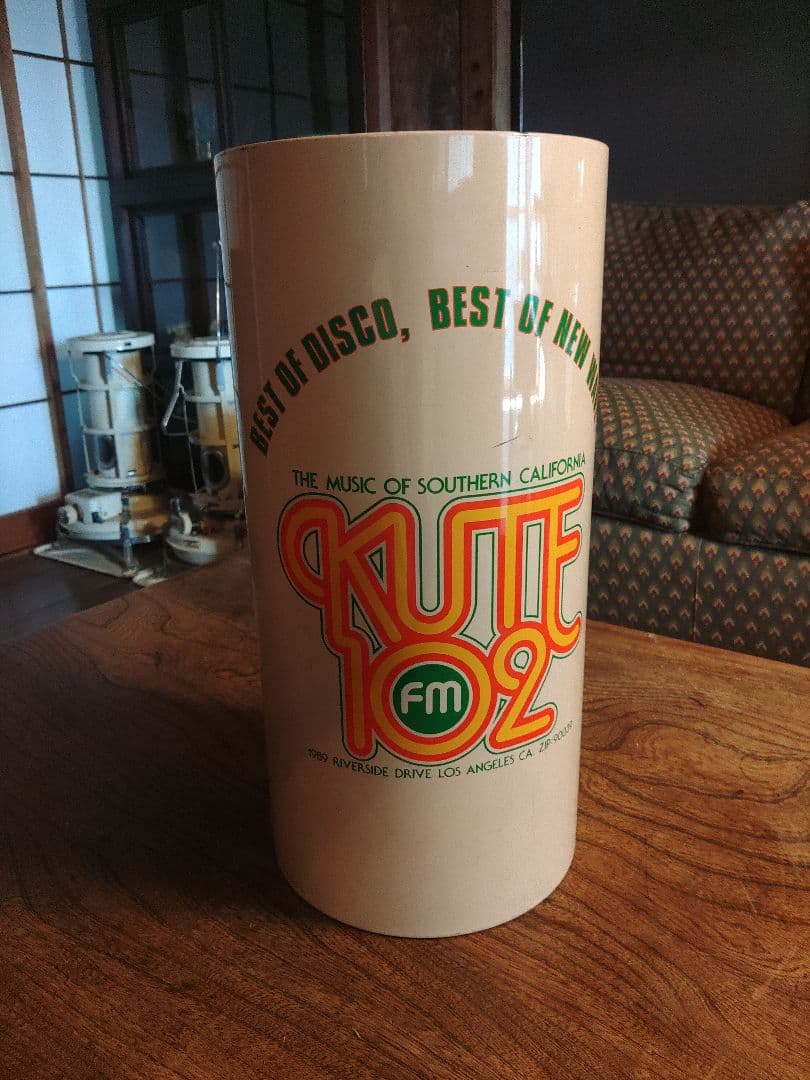 BEST OF DISCO, BEST OF NEW
THE MUSIC OF SOUTHERN CALIFORNIA
KUTE
102
FM
1989 RIVERSIDE DRIVE LOS ANGELES CA. ZIP-90039